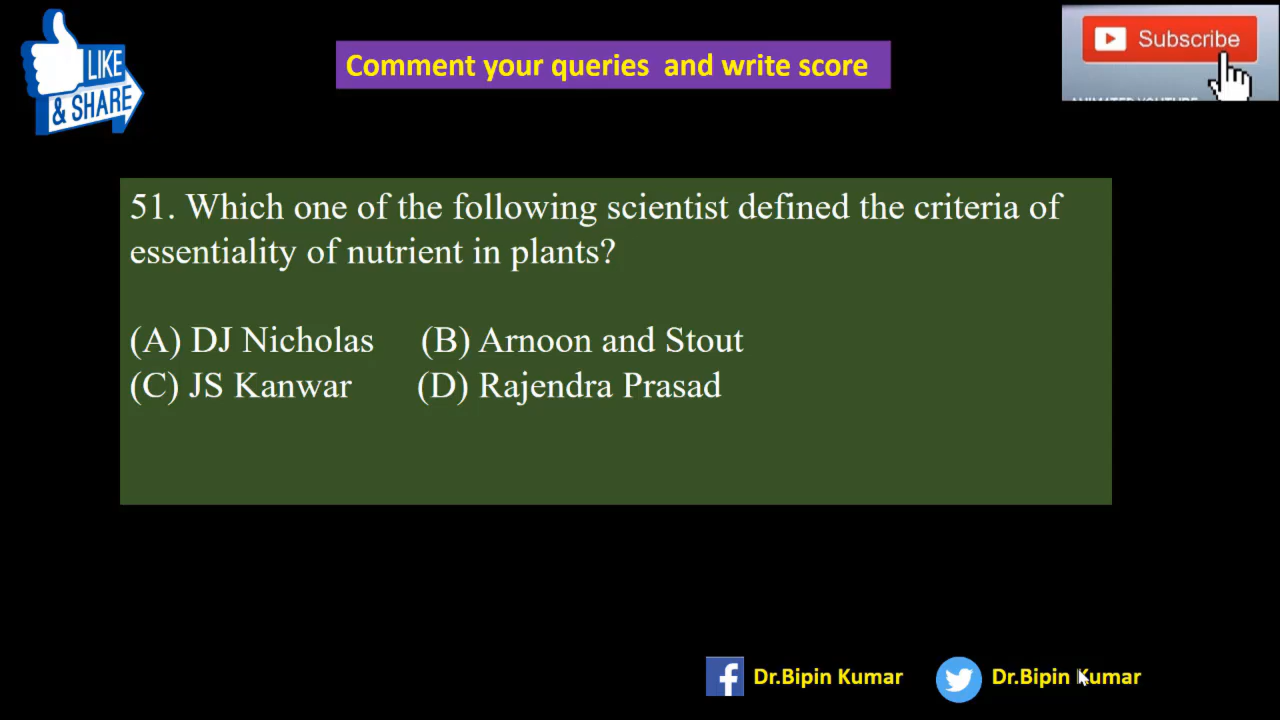 LIKE
& SHARE
Comment your queries and write score
Subscribe
51. Which one of the following scientist defined the criteria of
essentiality of nutrient in plants?
(A) DJ Nicholas (B) Arnoon and Stout
(C) JS Kanwar (D) Rajendra Prasad
Dr.Bipin Kumar Dr.Bipin Kumar